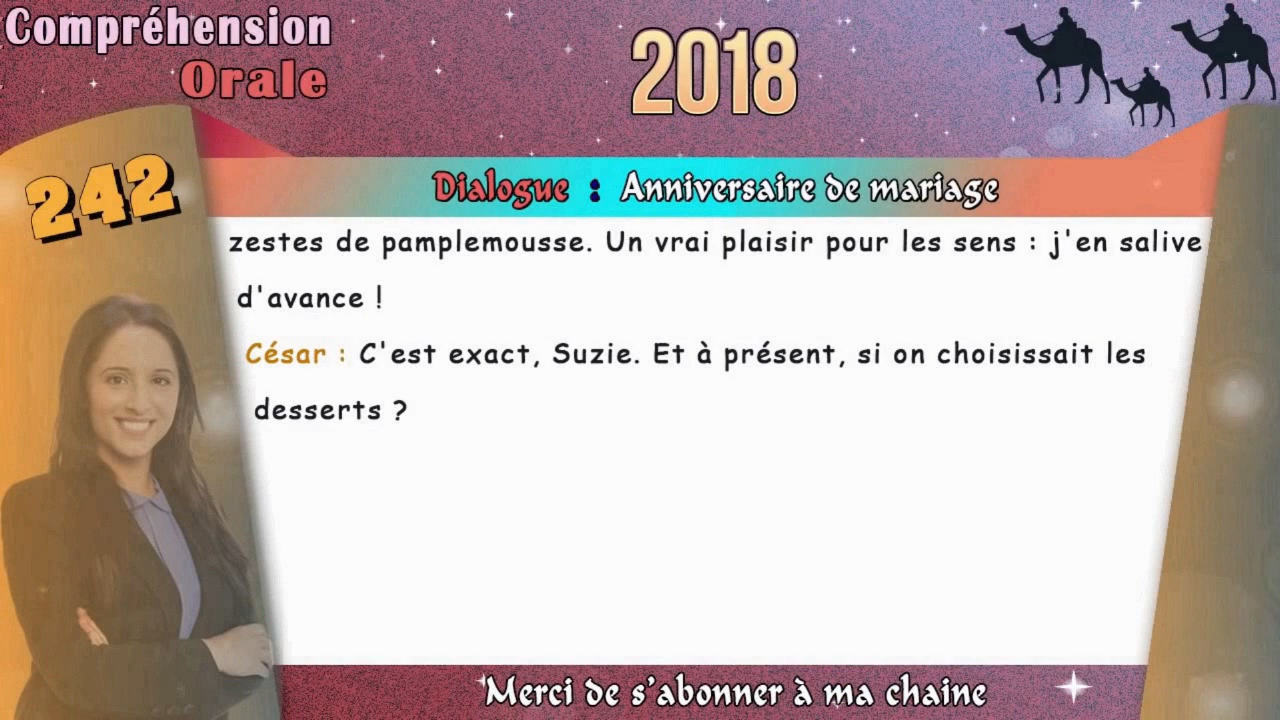 Compréhension
Orale
2018
242
Dialogue : Anniversaire de mariage
zestes de pamplemousse. Un vrai plaisir pour les sens : j'en salive
d'avance !
César : C'est exact, Suzie. Et à présent, si on choisissait les
desserts ?
Merci de s'abonner à ma chaine